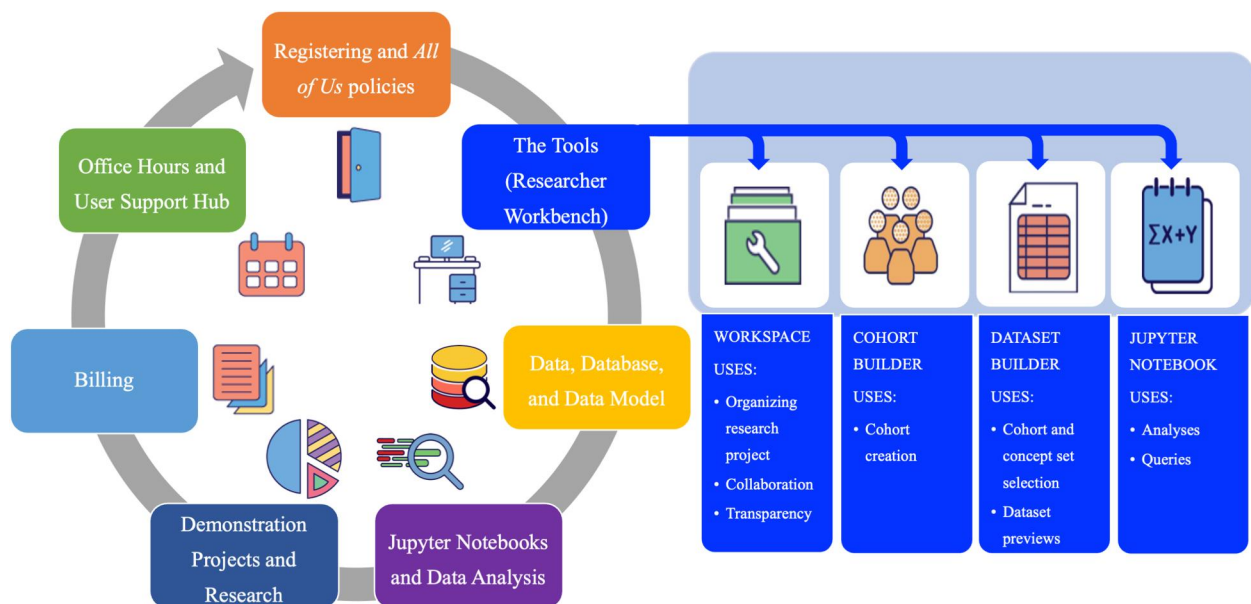 Registering and All
of Us policies
The Tools
(Researcher
Workbench)
Data, Database,
and Data Model
Jupyter Notebooks
and Data Analysis
Demonstration
Projects and
Research
Billing
Office Hours and
User Support Hub
∑X+Y
WORKSPACE
USES:
• Organizing
research
project
• Collaboration
• Transparency
COHORT
BUILDER
USES:
• Cohort
creation
DATASET
BUILDER
USES:
• Cohort and
concept set
selection
• Dataset
previews
JUPYTER
NOTEBOOK
USES:
• Analyses
• Queries